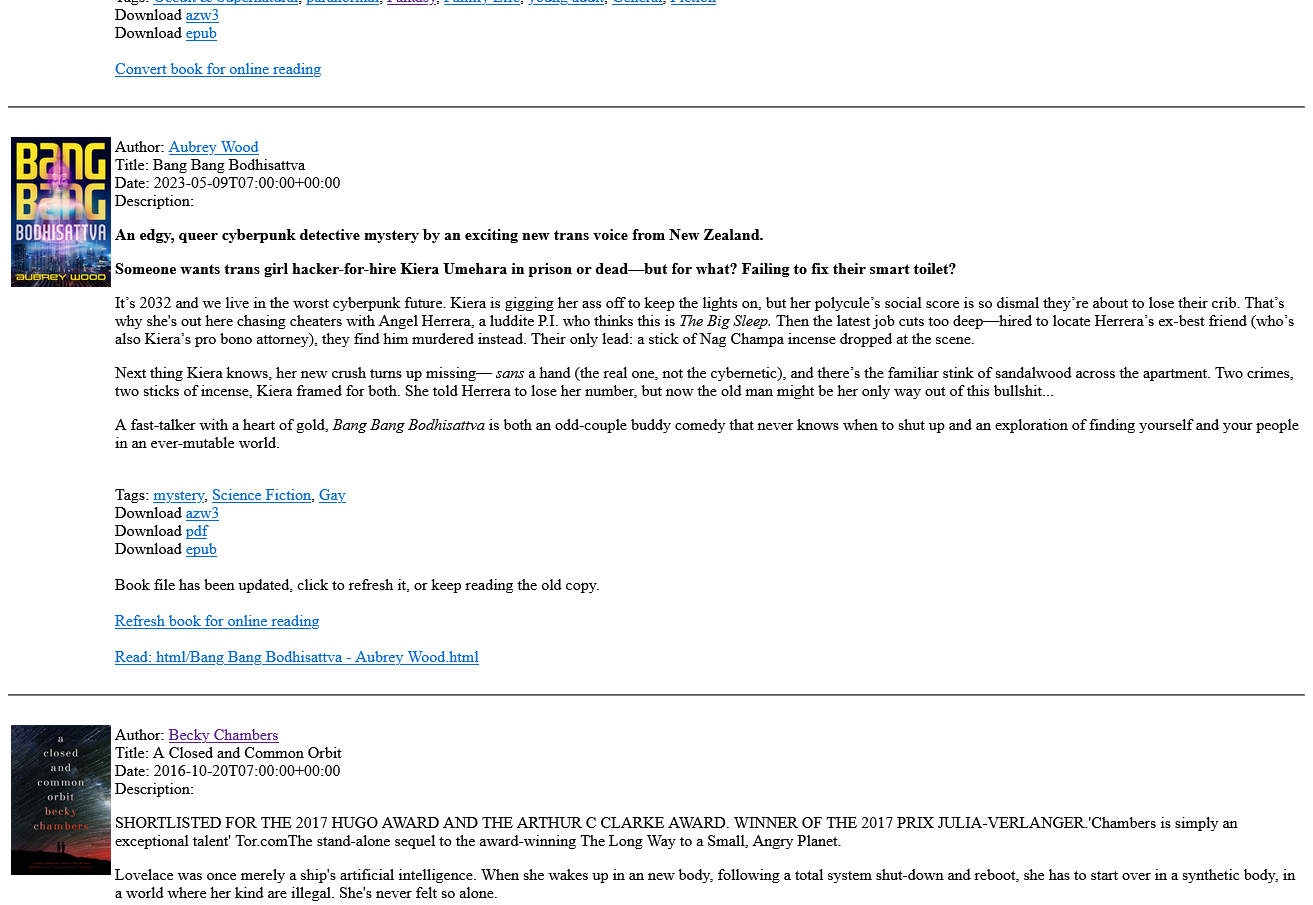 Tags: Occult & Supernatural, paranormal, Fantasy, Family Life, young adult, General, Fiction
Download azw3
Download epub
Convert book for online reading
BANG
BANG
BODHISATTVA
AUBREY WOOD
Author: Aubrey Wood
Title: Bang Bang Bodhisattva
Date: 2023-05-09T07:00:00+00:00
Description:
An edgy, queer cyberpunk detective mystery by an exciting new trans voice from New Zealand.
Someone wants trans girl hacker-for-hire Kiera Umehara in prison or dead—but for what? Failing to fix their smart toilet?
It’s 2032 and we live in the worst cyberpunk future. Kiera is gigging her ass off to keep the lights on, but her polycule’s social score is so dismal they’re about to lose their crib. That’s
why she's out here chasing cheaters with Angel Herrera, a luddite P.I. who thinks this is The Big Sleep. Then the latest job cuts too deep—hired to locate Herrera’s ex-best friend (who’s
also Kiera’s pro bono attorney), they find him murdered instead. Their only lead: a stick of Nag Champa incense dropped at the scene.
Next thing Kiera knows, her new crush turns up missing— sans a hand (the real one, not the cybernetic), and there’s the familiar stink of sandalwood across the apartment. Two crimes,
two sticks of incense, Kiera framed for both. She told Herrera to lose her number, but now the old man might be her only way out of this bullshit...
A fast-talker with a heart of gold, Bang Bang Bodhisattva is both an odd-couple buddy comedy that never knows when to shut up and an exploration of finding yourself and your people
in an ever-mutable world.
Tags: mystery, Science Fiction, Gay
Download azw3
Download pdf
Download epub
Book file has been updated, click to refresh it, or keep reading the old copy.
Refresh book for online reading
Read: html/Bang Bang Bodhisattva - Aubrey Wood.html
a
closed
and
common
orbit
becky
chambers
Author: Becky Chambers
Title: A Closed and Common Orbit
Date: 2016-10-20T07:00:00+00:00
Description:
SHORTLISTED FOR THE 2017 HUGO AWARD AND THE ARTHUR C CLARKE AWARD. WINNER OF THE 2017 PRIX JULIA-VERLANGER.'Chambers is simply an
exceptional talent' Tor.comThe stand-alone sequel to the award-winning The Long Way to a Small, Angry Planet.
Lovelace was once merely a ship's artificial intelligence. When she wakes up in an new body, following a total system shut-down and reboot, she has to start over in a synthetic body, in
a world where her kind are illegal. She's never felt so alone.